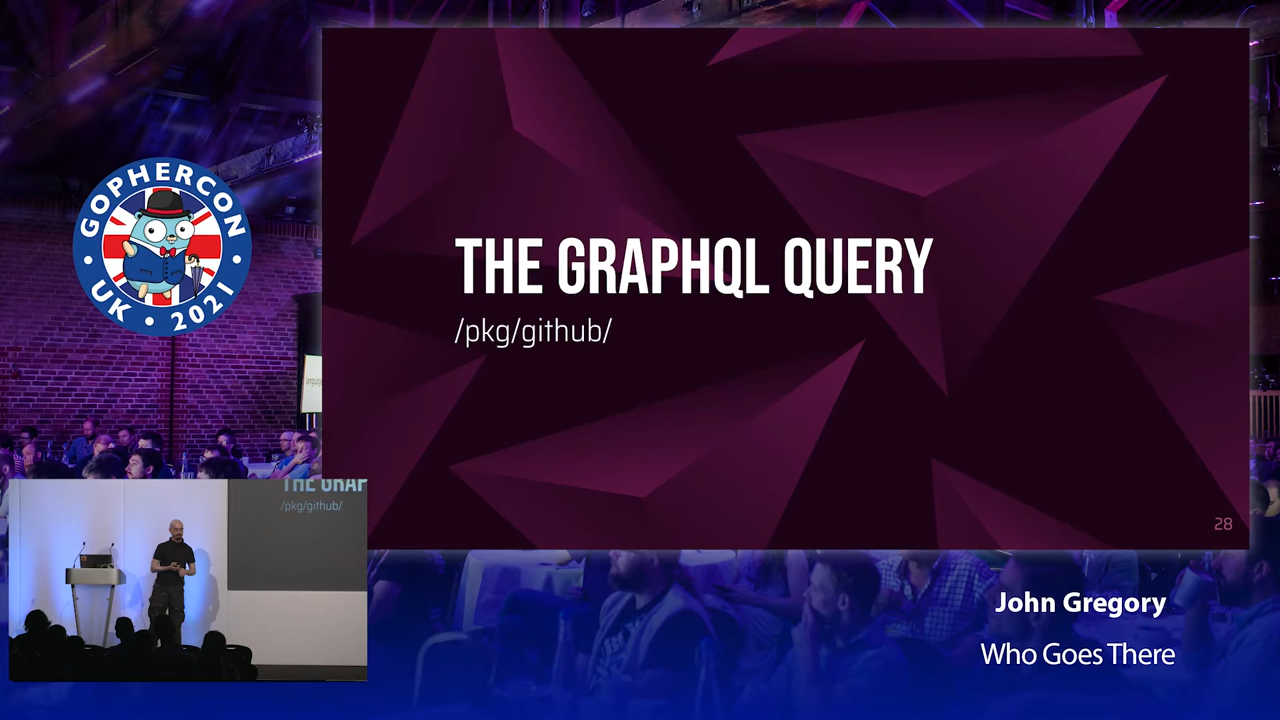 GOPHERCON
UK • 2021
THE GRAPHQL QUERY
/pkg/github/
28
THE GRAP
/pkg/github/
John Gregory
Who Goes There